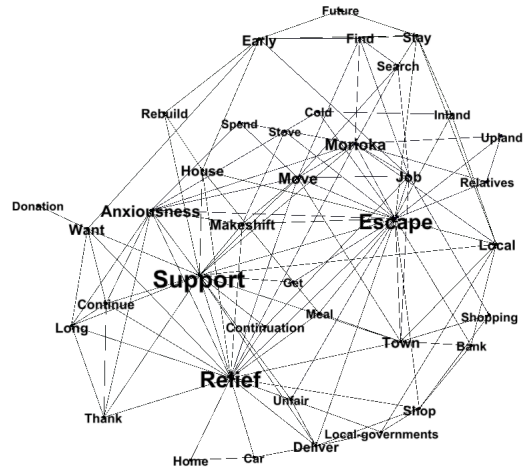 Future
Early
Find
Stay
Search
Rebuild
Spend
Cold
Inland
Stove
Morioka
Upland
House
Move
Job
Relatives
Donation
Anxiousness
Want
Makeshift
Escape
Local
Support
Get
Continue
Meal
Shopping
Long
Continuation
Town
Bank
Relief
Unfair
Thank
Shop
Local-governments
Deliver
Home
Car